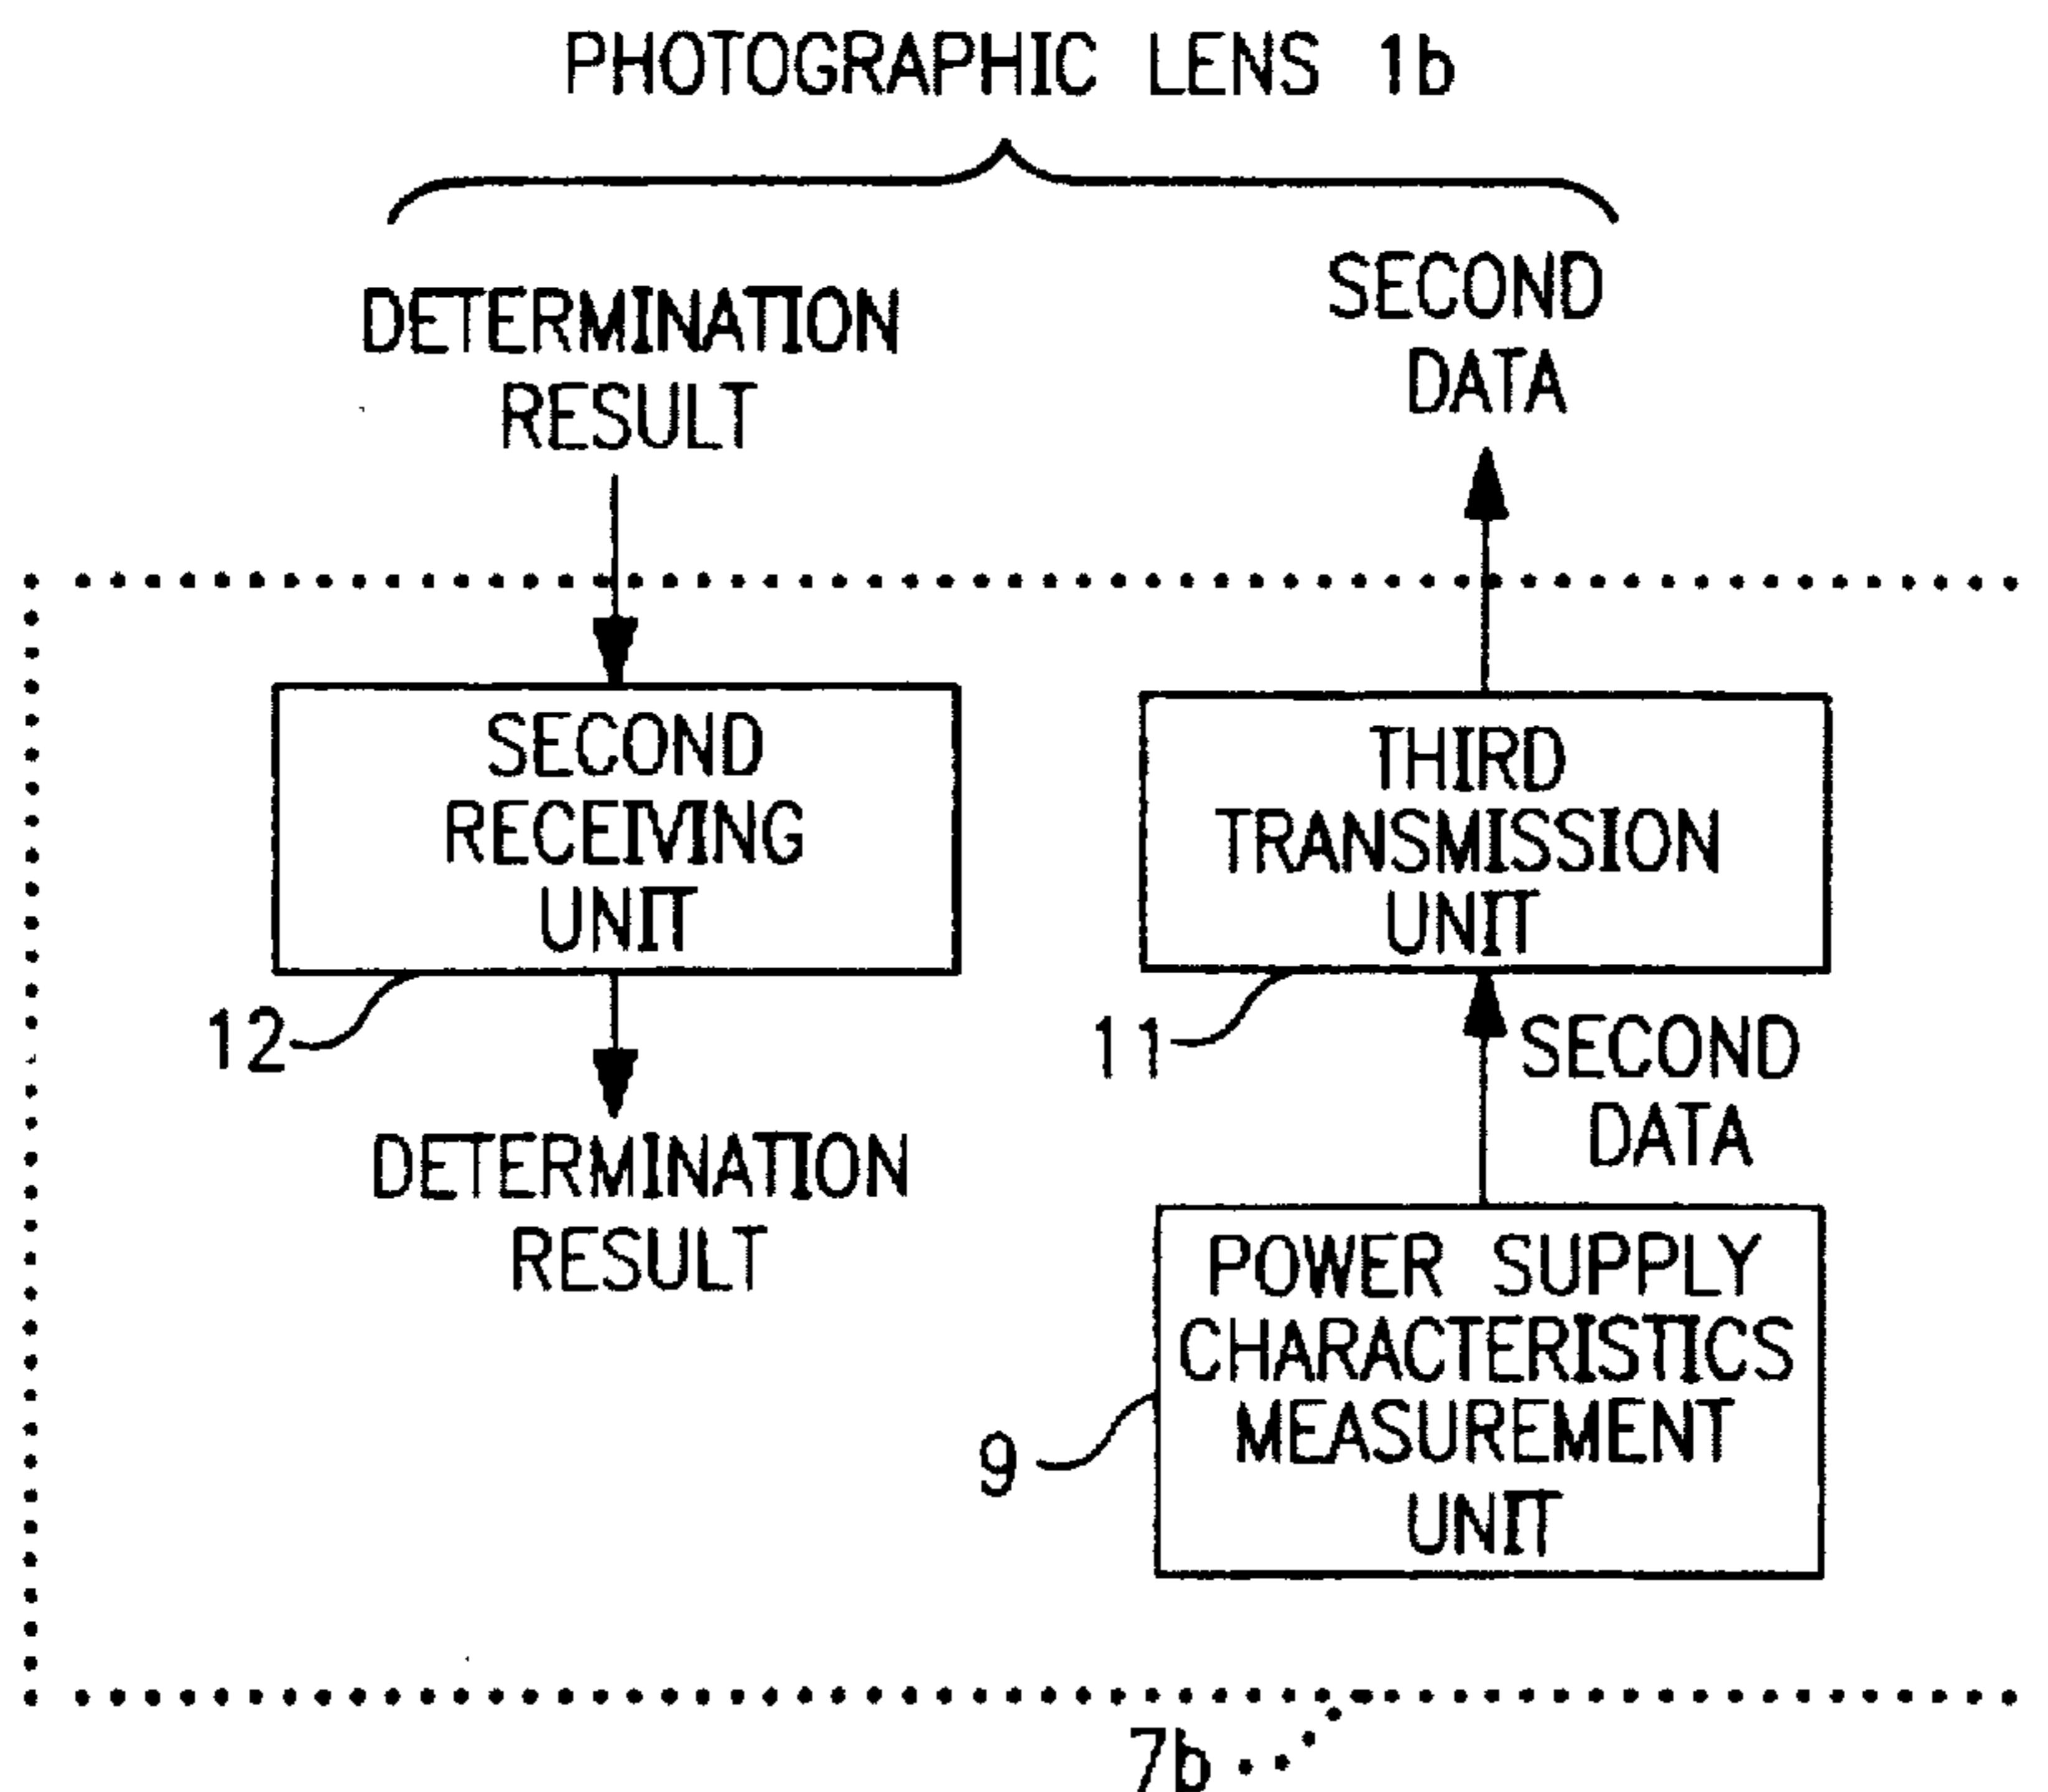 PHOTOGRAPHIC LENS 1b
DETERMINATION
RESULT
SECOND
DATA
SECOND
RECEIVING
UNIT
12
THIRD
TRANSMISSION
UNIT
11
SECOND
DATA
DETERMINATION
RESULT
POWER SUPPLY
CHARACTERISTICS
MEASUREMENT
UNIT
9
7b